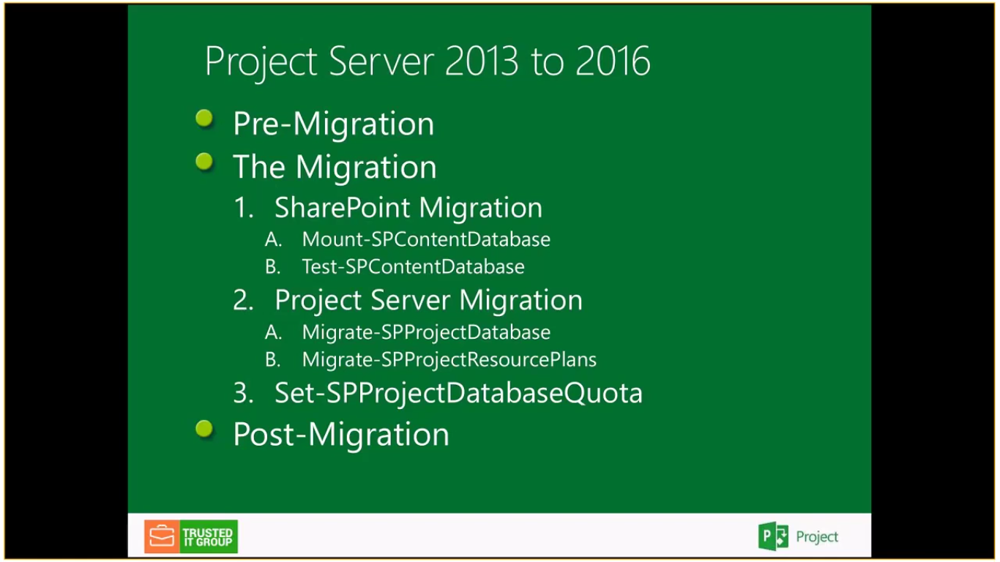 Project Server 2013 to 2016
Pre-Migration
The Migration
1. SharePoint Migration
A. Mount-SPContentDatabase
B. Test-SPContentDatabase
2. Project Server Migration
A. Migrate-SPProjectDatabase
B. Migrate-SPProjectResourcePlans
3. Set-SPProjectDatabaseQuota
Post-Migration
TRUSTED
IT GROUP
P
Project